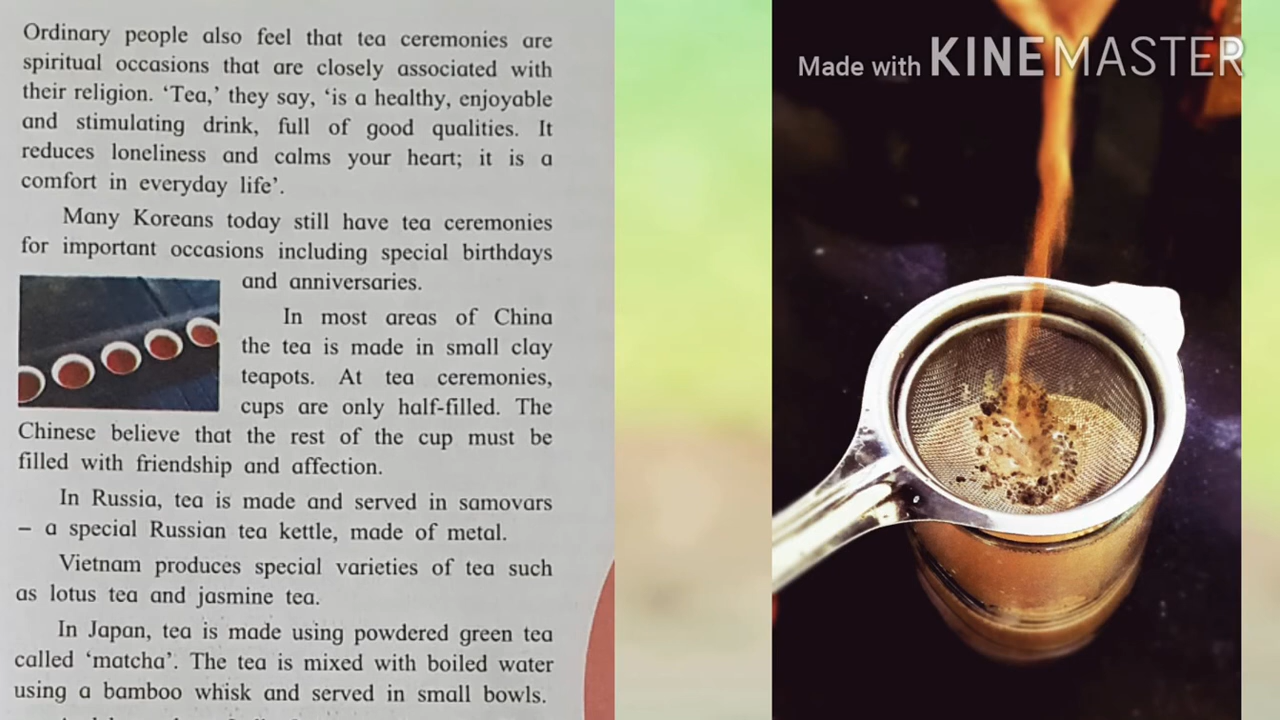 Ordinary people also feel that tea ceremonies are
spiritual occasions that are closely associated with
their religion. ‘Tea,’ they say, ‘is a healthy, enjoyable
and stimulating drink, full of good qualities. It
reduces loneliness and calms your heart; it is a
comfort in everyday life’.
Many Koreans today still have tea ceremonies
for important occasions including special birthdays
and anniversaries.
In most areas of China
the tea is made in small clay
teapots. At tea ceremonies,
cups are only half-filled. The
Chinese believe that the rest of the cup must be
filled with friendship and affection.
In Russia, tea is made and served in samovars
– a special Russian tea kettle, made of metal.
Vietnam produces special varieties of tea such
as lotus tea and jasmine tea.
In Japan, tea is made using powdered green tea
called ‘matcha’. The tea is mixed with boiled water
using a bamboo whisk and served in small bowls.
Made with KINEMASTER